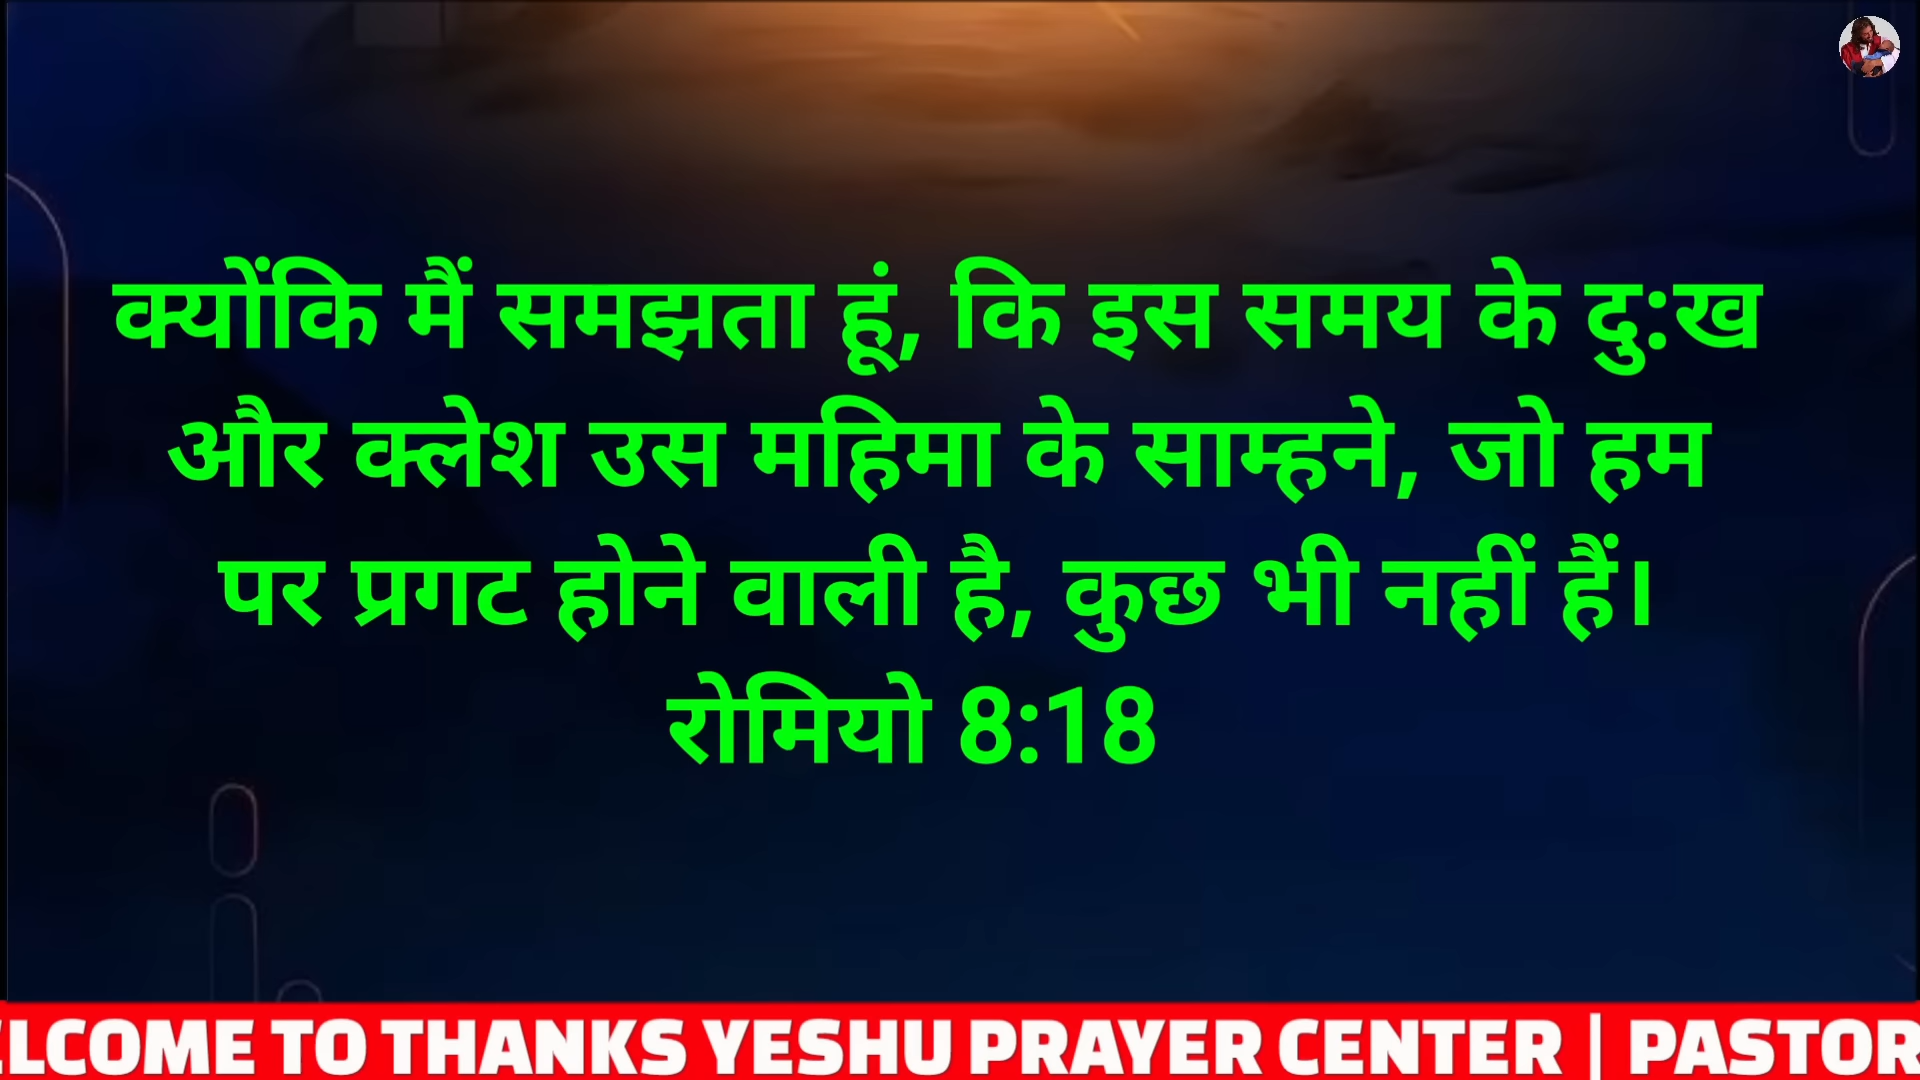 क्योंकि मैं समझता हूं, कि इस समय के दु:ख
और क्लेश उस महिमा के साम्हने, जो हम
पर प्रगट होने वाली है, कुछ भी नहीं हैं।
रोमियो 8:18
ELCOME TO THANKS YESHU PRAYER CENTER | PASTOR